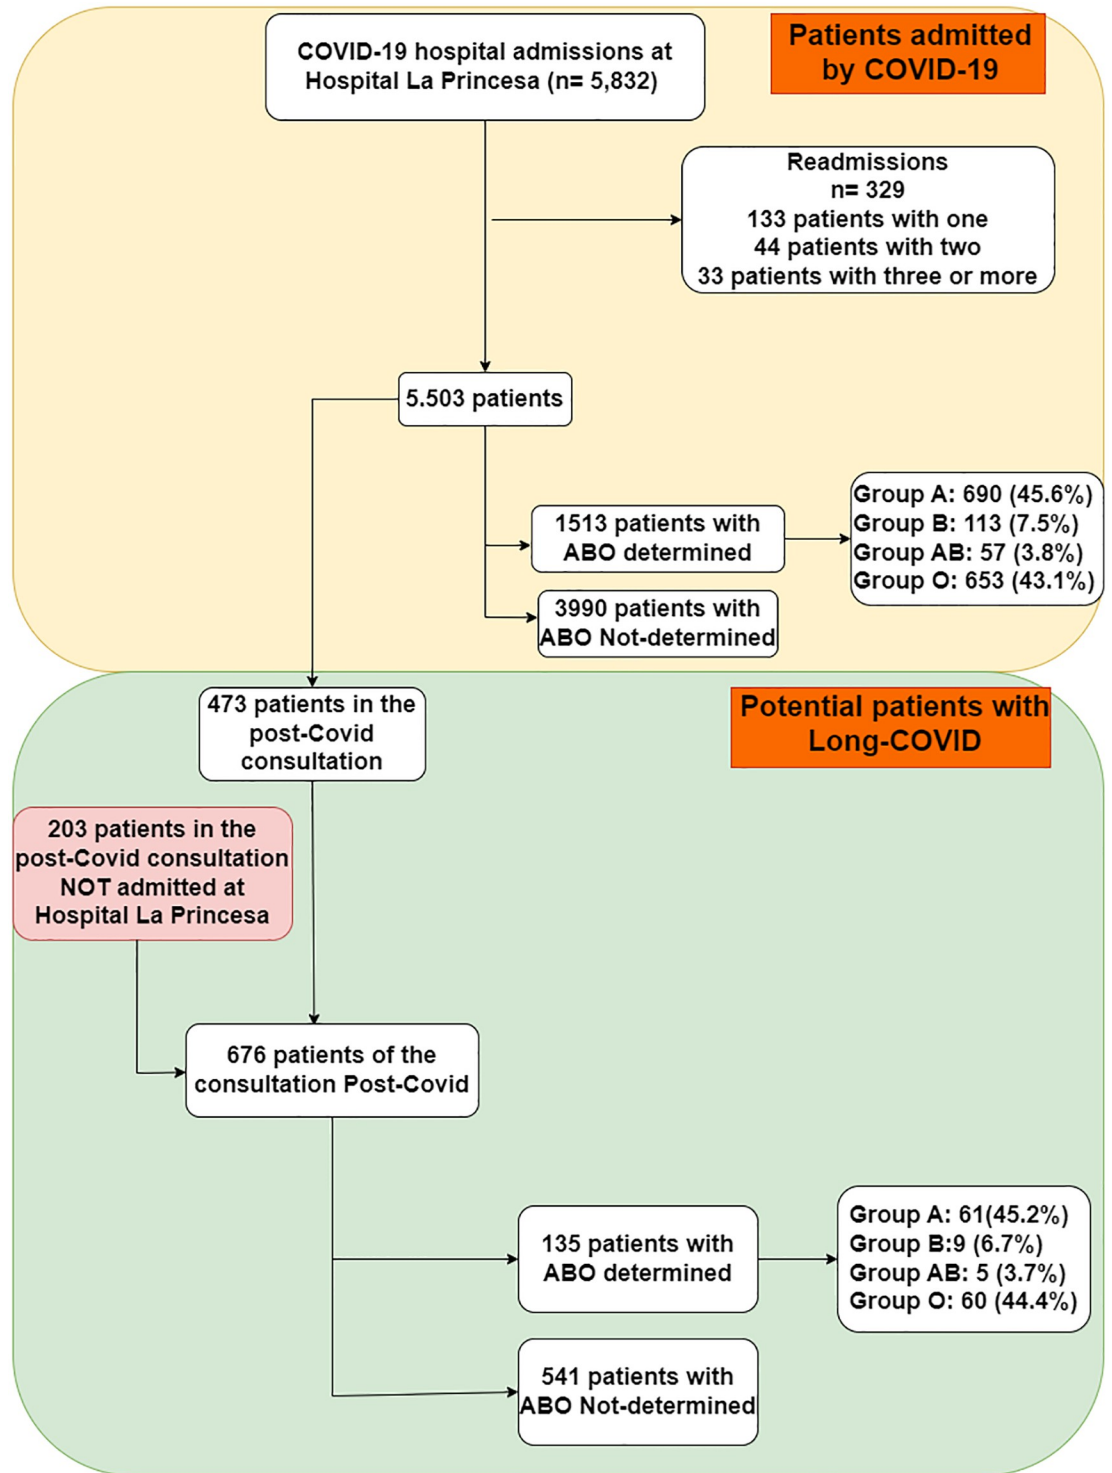 COVID-19 hospital admissions at
Hospital La Princesa (n= 5,832)
Patients admitted
by COVID-19
Readmissions
n= 329
133 patients with one
44 patients with two
33 patients with three or more
5.503 patients
1513 patients with
ABO determined
Group A: 690 (45.6%)
Group B: 113 (7.5%)
Group AB: 57 (3.8%)
Group O: 653 (43.1%)
3990 patients with
ABO Not-determined
473 patients in the
post-Covid
consultation
Potential patients with
Long-COVID
203 patients in the
post-Covid consultation
NOT admitted at
Hospital La Princesa
676 patients of the
consultation Post-Covid
135 patients with
ABO determined
Group A: 61(45.2%)
Group B:9 (6.7%)
Group AB: 5 (3.7%)
Group O: 60 (44.4%)
541 patients with
ABO Not-determined